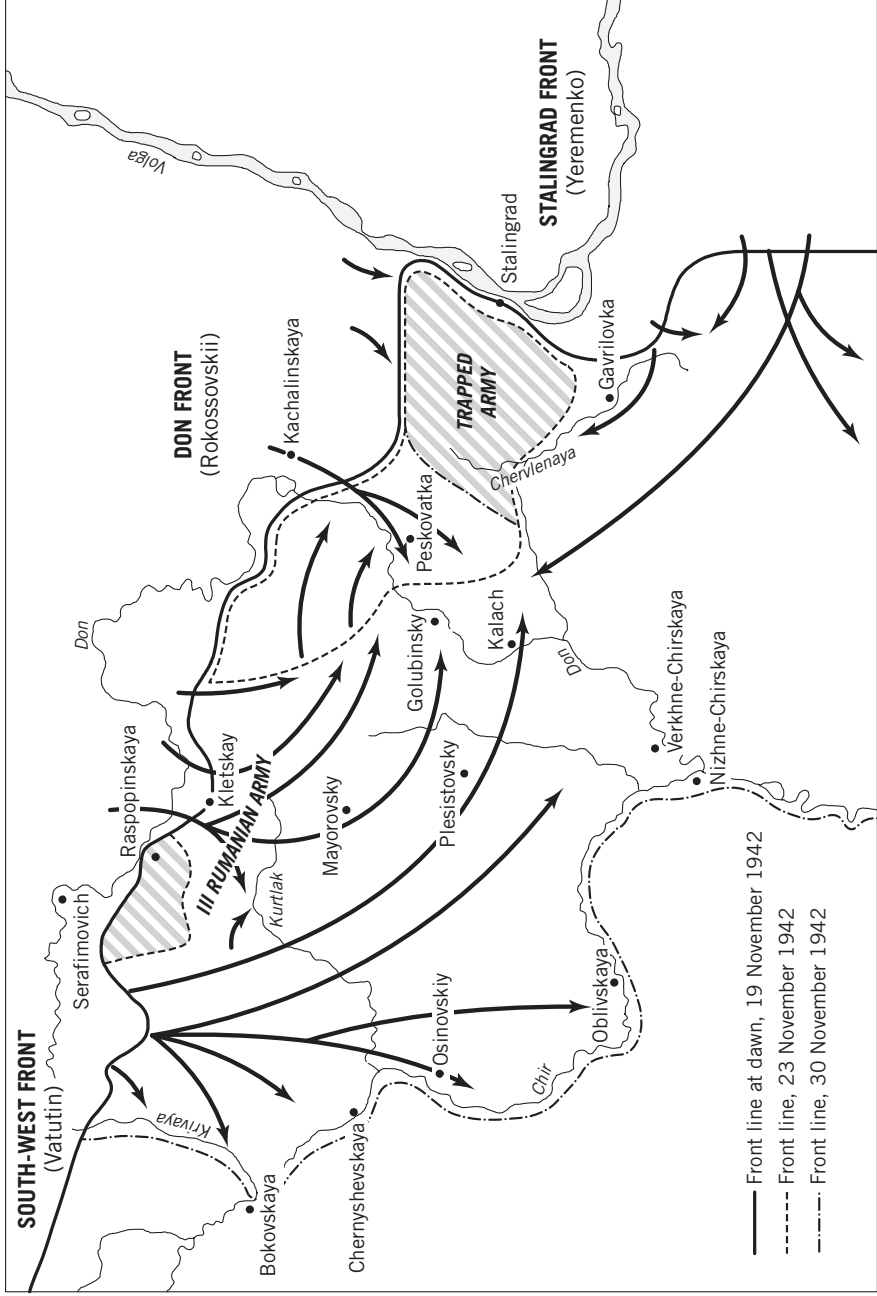 SOUTH-WEST FRONT
(Vatutin)
DON FRONT
(Rokossovskii)
STALINGRAD FRONT
(Yeremenko)
Volga
Don
Serafimovich
Raspopinskaya
Kletskay
III RUMANIAN ARMY
Kachalinskaya
Krivaya
Bokovskaya
Chernyshevskaya
Kurtlak
Mayorovsky
Golubinsky
Peskovatka
TRAPPED
ARMY
Stalingrad
Osinovskiy
Plesistovsky
Kalach
Chervlenaya
Gavrilovka
Chir
Oblivskaya
Don
Verkhne-Chirskaya
Nizhne-Chirskaya
Front line at dawn, 19 November 1942
Front line, 23 November 1942
Front line, 30 November 1942